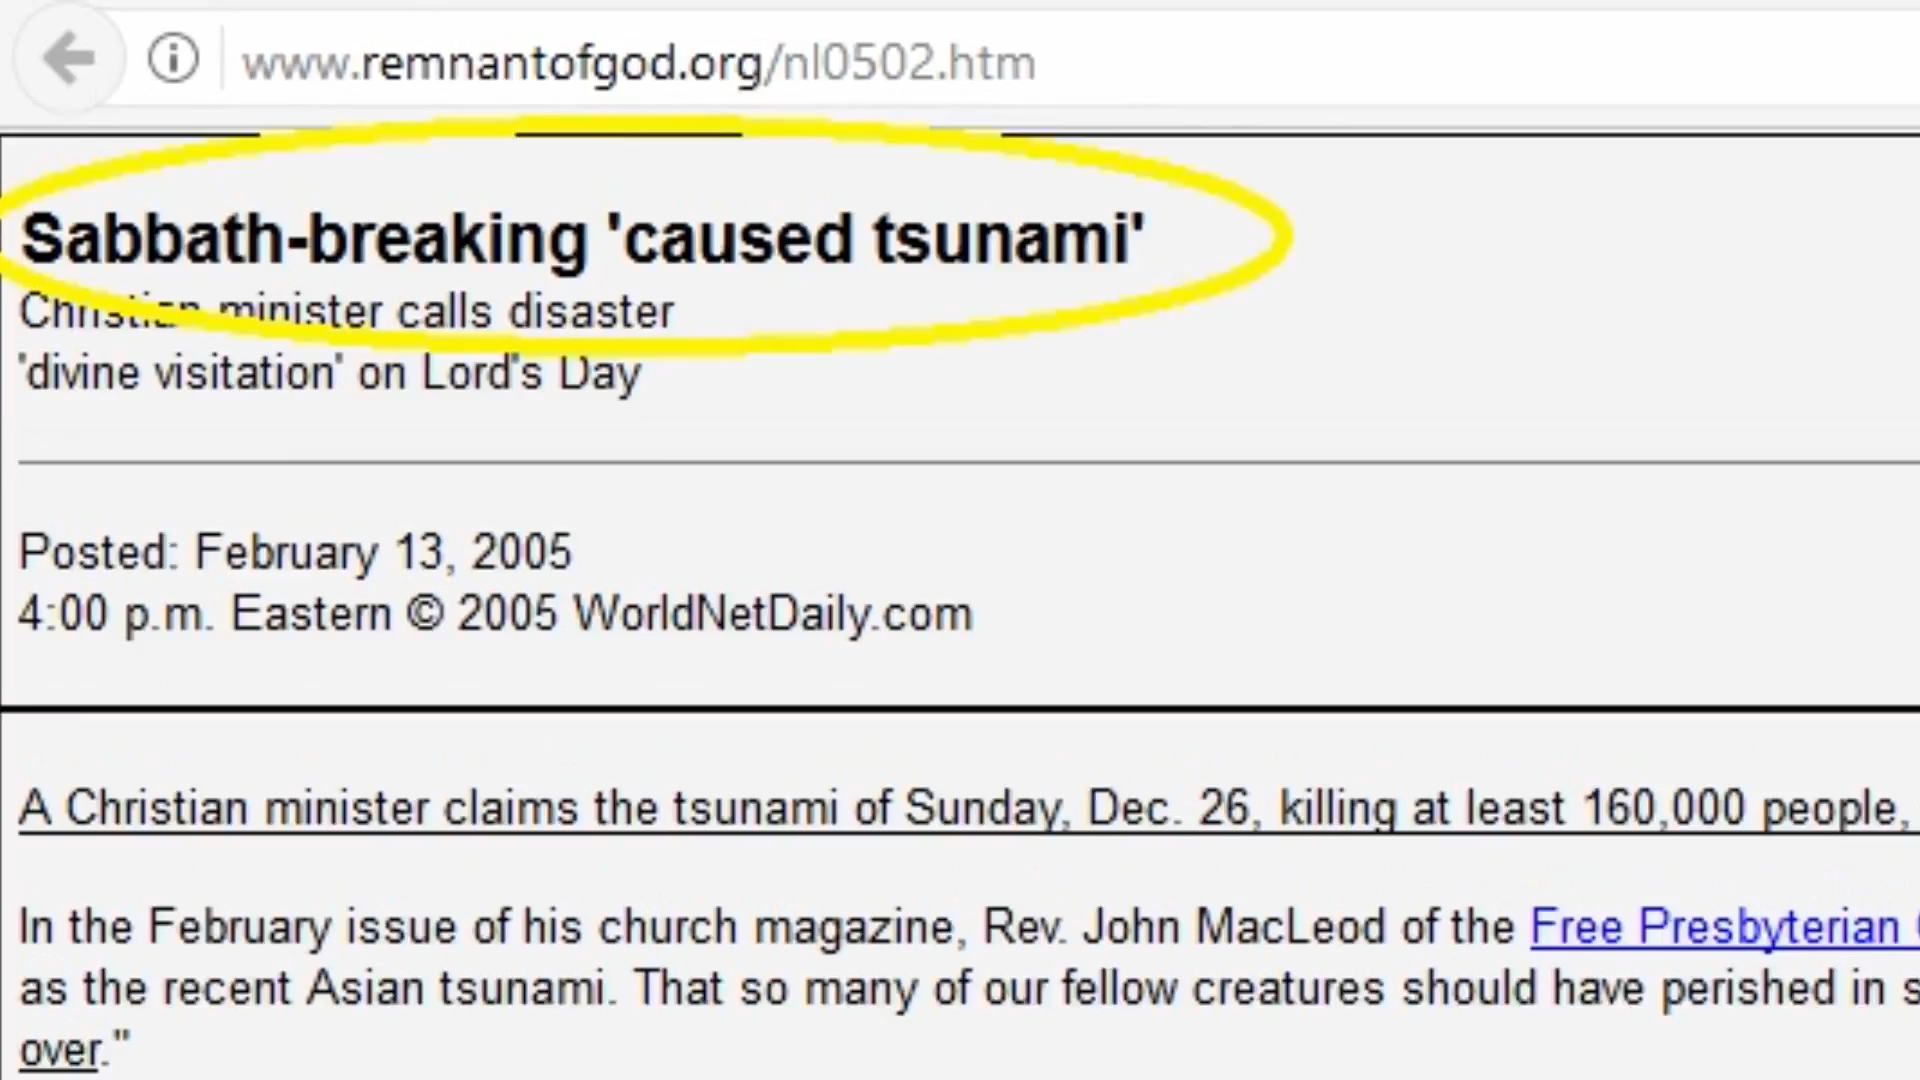 www.remnantofgod.org/nl0502.htm
Sabbath-breaking 'caused tsunami'
Christian minister calls disaster
'divine visitation' on Lord's Day
Posted: February 13, 2005
4:00 p.m. Eastern © 2005 WorldNetDaily.com
A Christian minister claims the tsunami of Sunday, Dec. 26, killing at least 160,000 people,
In the February issue of his church magazine, Rev. John MacLeod of the Free Presbyterian
as the recent Asian tsunami. That so many of our fellow creatures should have perished in
over."